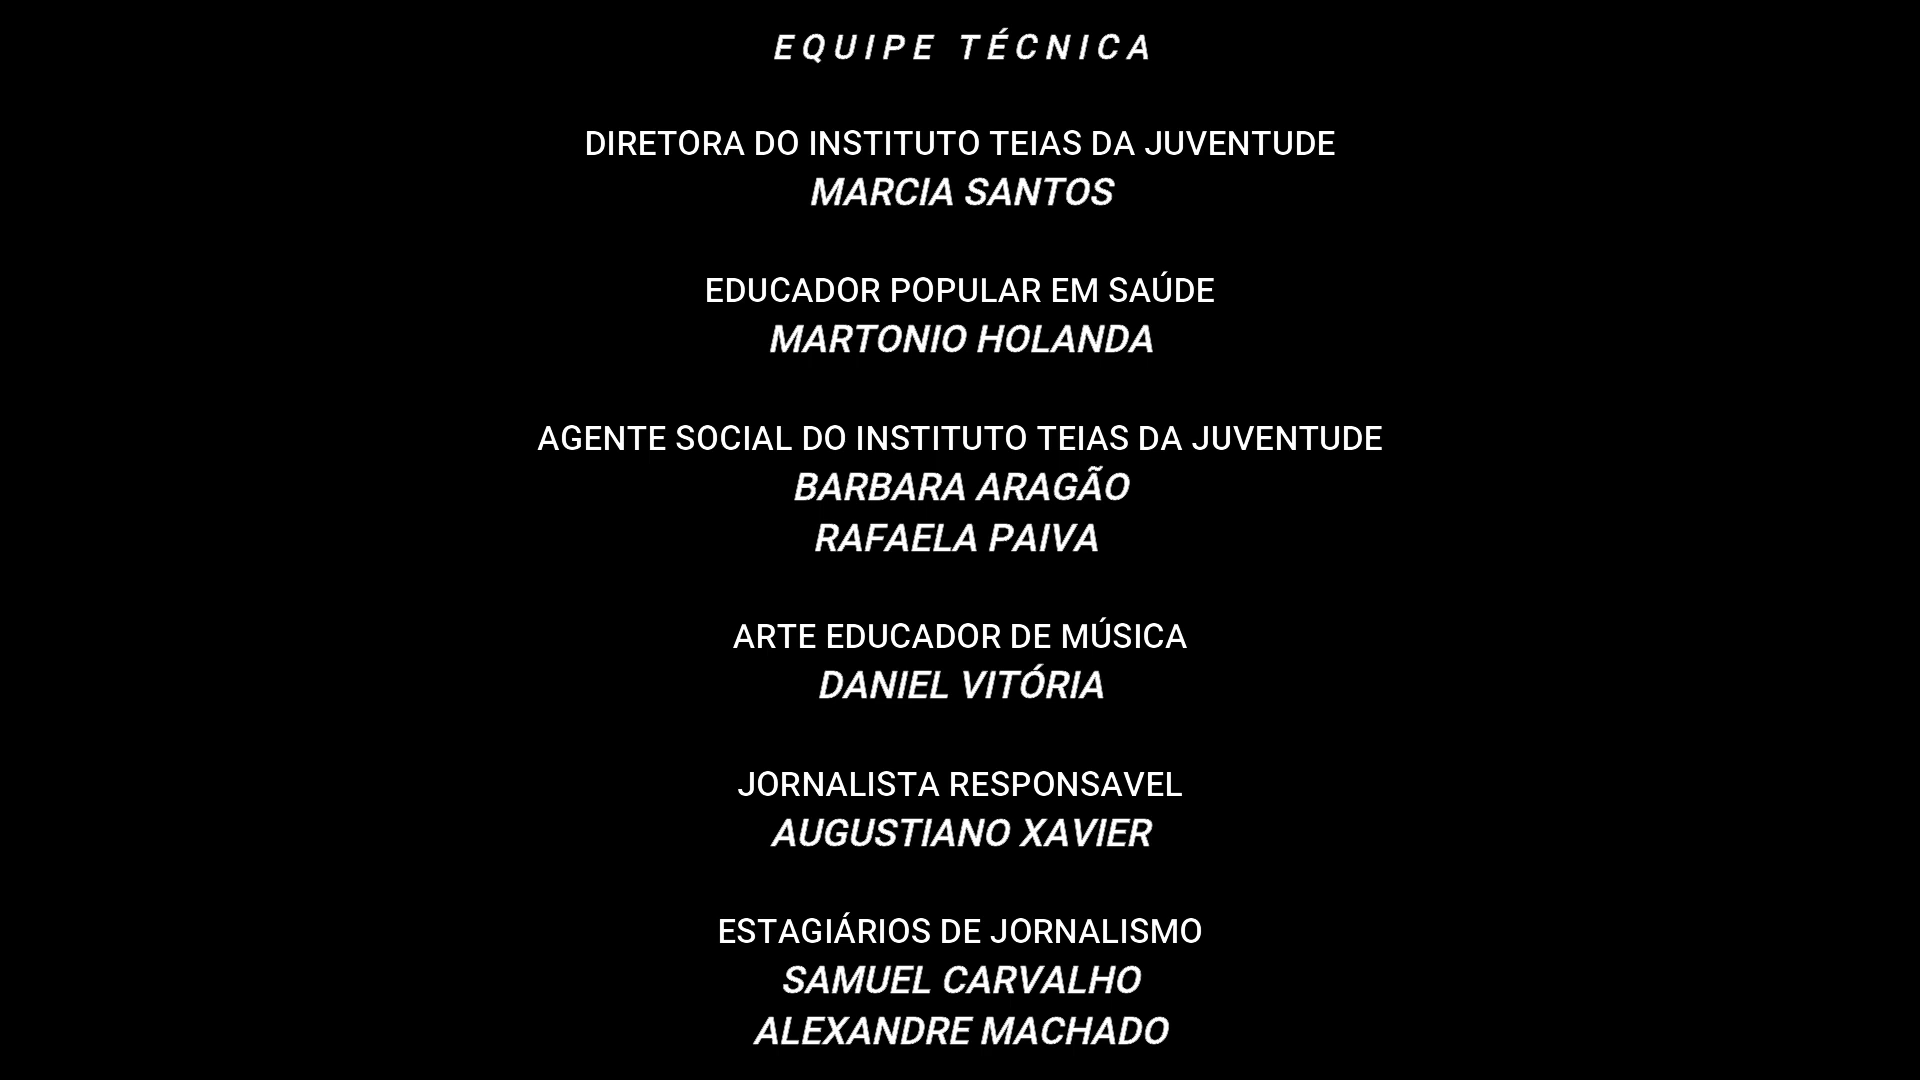 EQUIPE TÉCNICA
DIRETORA DO INSTITUTO TEIAS DA JUVENTUDE
MARCIA SANTOS
EDUCADOR POPULAR EM SAÚDE
MARTONIO HOLANDA
AGENTE SOCIAL DO INSTITUTO TEIAS DA JUVENTUDE
BARBARA ARAGÃO
RAFAELA PAIVA
ARTE EDUCADOR DE MÚSICA
DANIEL VITÓRIA
JORNALISTA RESPONSAVEL
AUGUSTIANO XAVIER
ESTAGIÁRIOS DE JORNALISMO
SAMUEL CARVALHO
ALEXANDRE MACHADO